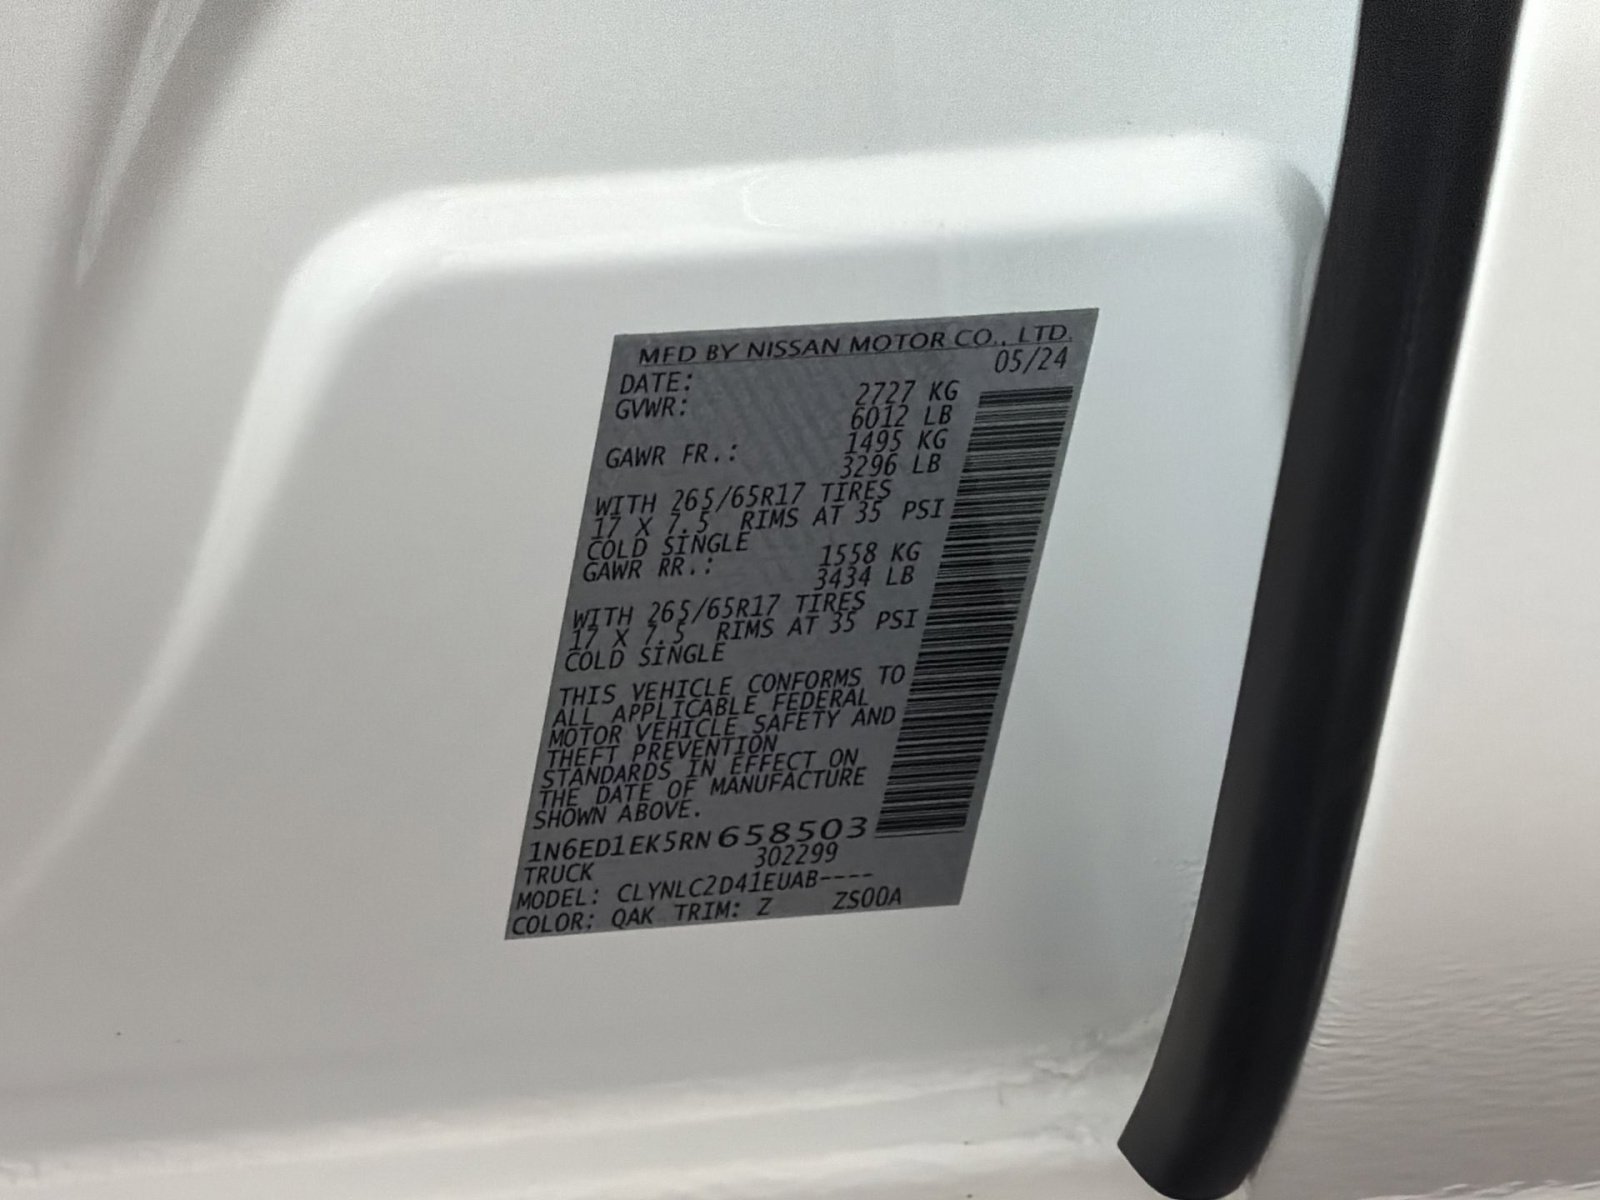 MFD BY NISSAN MOTOR CO., LTD.
DATE: 05/24
GVWR: 2727 KG
6012 LB
GAWR FR.: 1495 KG
3296 LB
WITH 265/65R17 TIRES
17 X 7.5 RIMS AT 35 PSI
COLD SINGLE
GAWR RR.: 1558 KG
3434 LB
WITH 265/65R17 TIRES
17 X 7.5 RIMS AT 35 PSI
COLD SINGLE
THIS VEHICLE CONFORMS TO
ALL APPLICABLE FEDERAL
MOTOR VEHICLE SAFETY AND
THEFT PREVENTION
STANDARDS IN EFFECT ON
THE DATE OF MANUFACTURE
SHOWN ABOVE.
1N6ED1EK5RN658503
TRUCK 302299
MODEL: CLYNLC2D41EUAB----
COLOR: QAK TRIM: Z ZS00A